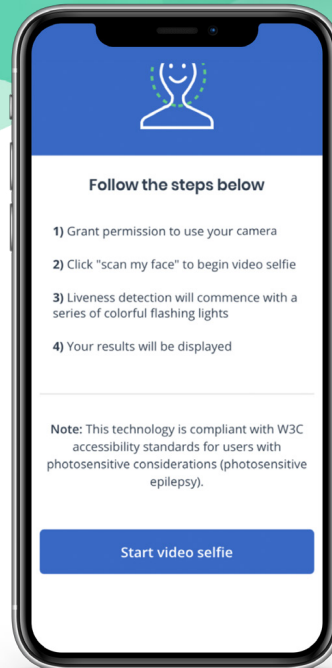 Follow the steps below
1) Grant permission to use your camera
2) Click "scan my face" to begin video selfie
3) Liveness detection will commence with a
series of colorful flashing lights
4) Your results will be displayed
Note: This technology is compliant with W3C
accessibility standards for users with
photosensitive considerations (photosensitive
epilepsy).
Start video selfie